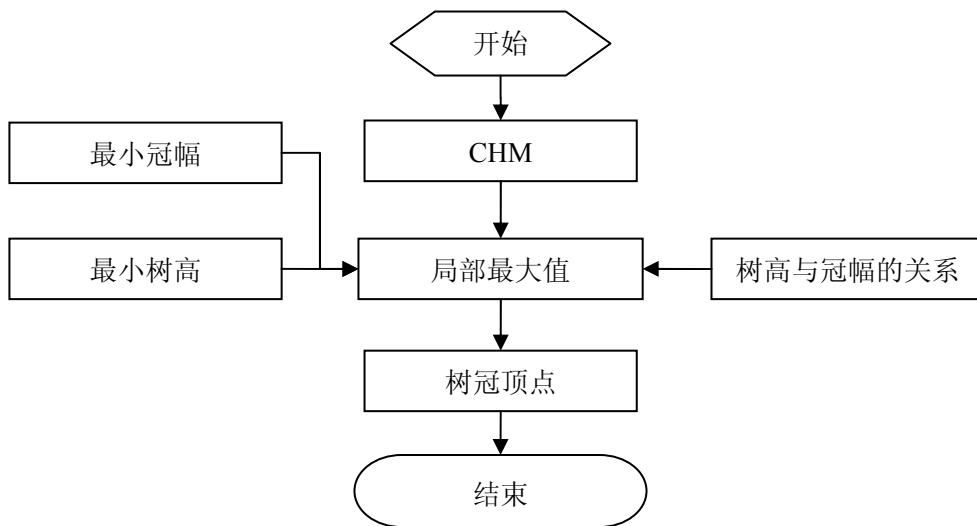 开始
最小冠幅
CHM
最小树高
局部最大值
树高与冠幅的关系
树冠顶点
结束